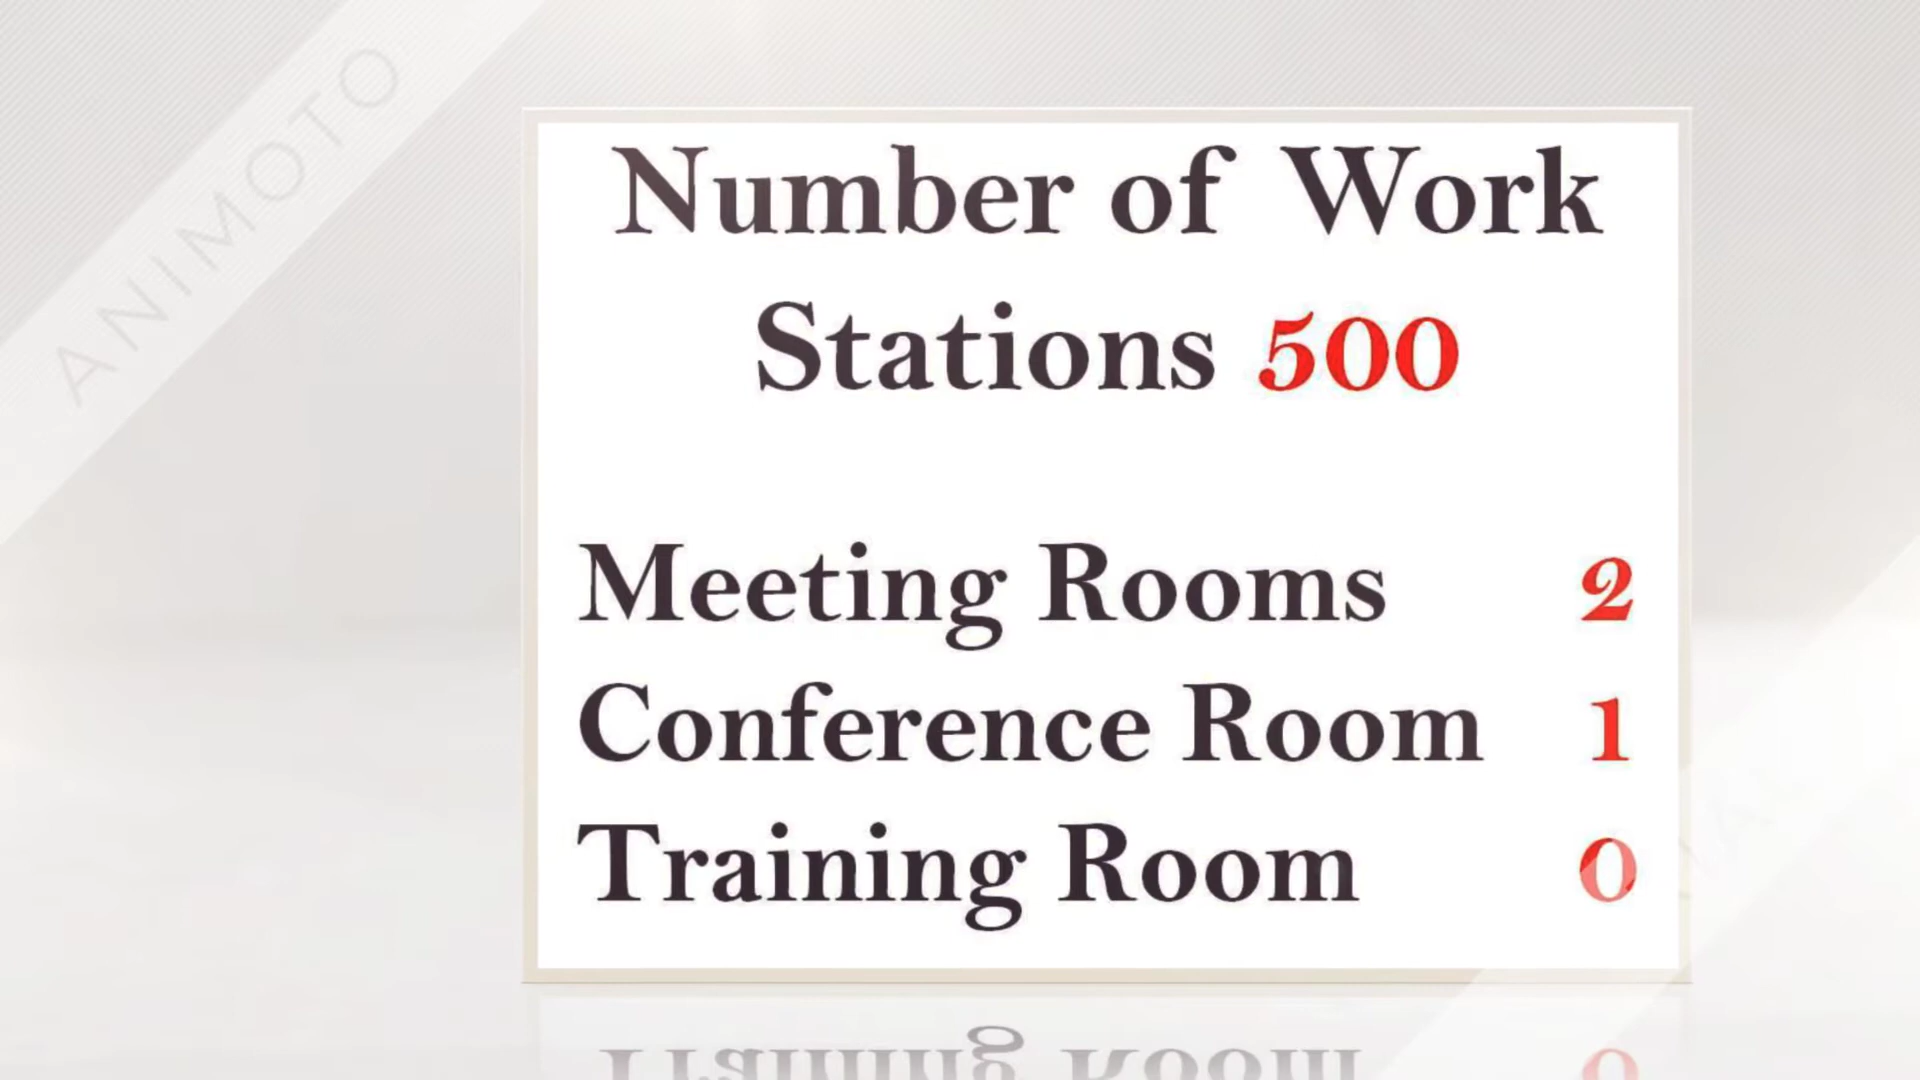 ANIMOTO
Number of Work
Stations 500
Meeting Rooms 2
Conference Room 1
Training Room 0